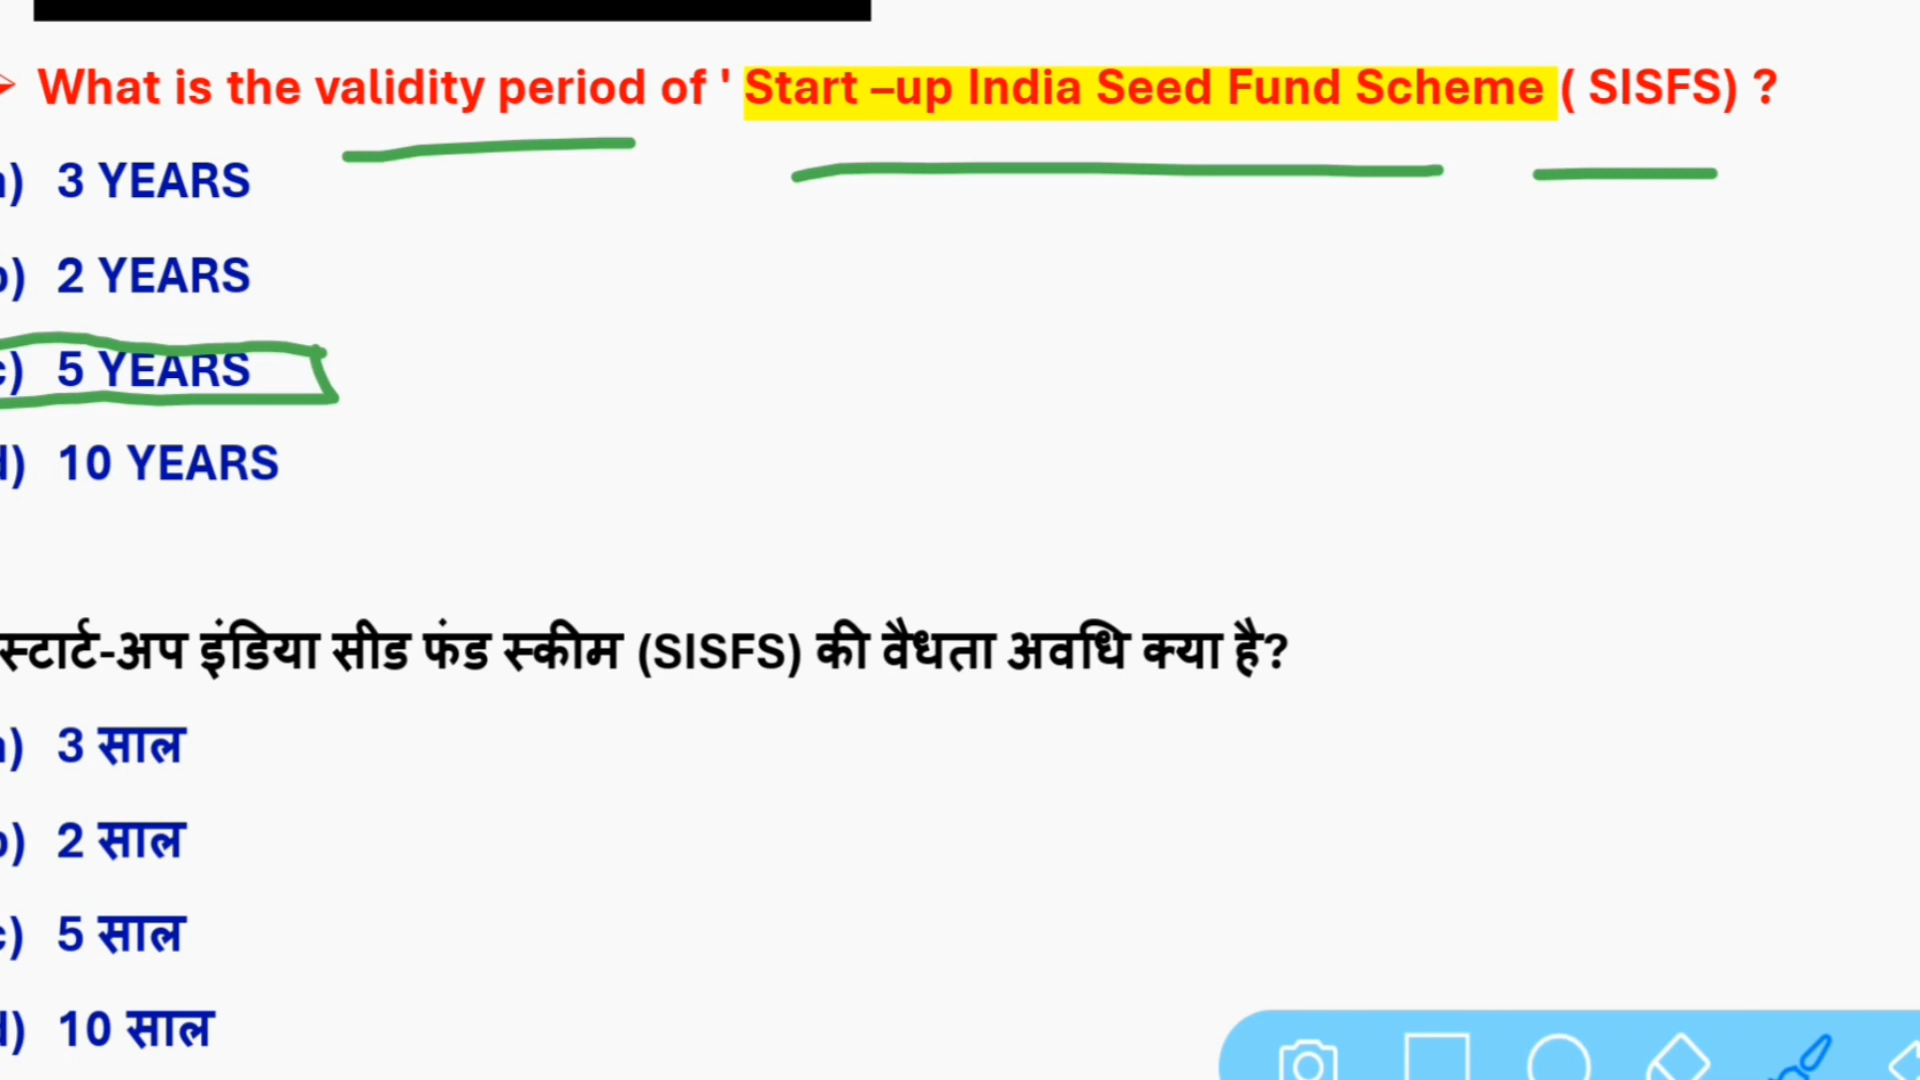 What is the validity period of ' Start –up India Seed Fund Scheme ( SISFS) ?
) 3 YEARS
) 2 YEARS
c) 5 YEARS
d) 10 YEARS
स्टार्ट-अप इंडिया सीड फंड स्कीम (SISFS) की वैधता अवधि क्या है?
) 3 साल
) 2 साल
c) 5 साल
d) 10 साल